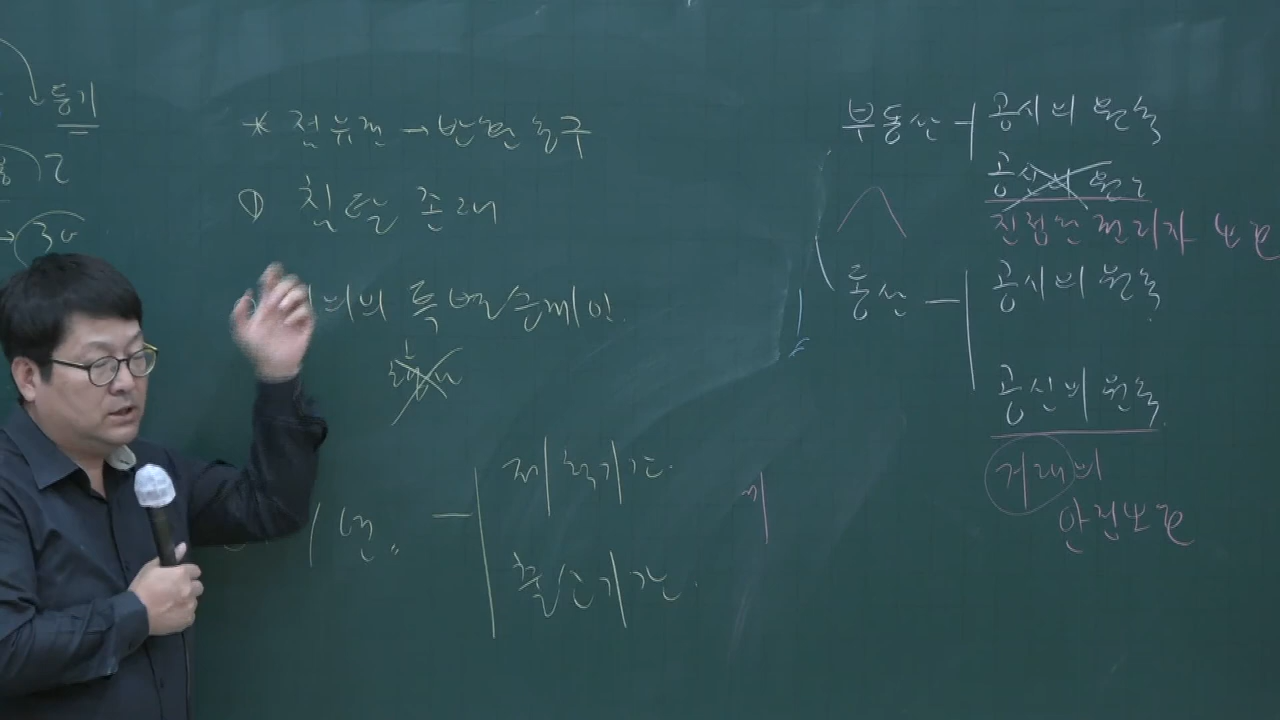 등기
* 점유권 → 반환청구
① 침탈 존재
의의 특별승계인.
1년.
제척기간.
출소기간.
부동산
공시의 원칙
공신의 원칙
진정한 권리자 보호
동산
공시의 원칙
공신의 원칙
거래의
안전보호